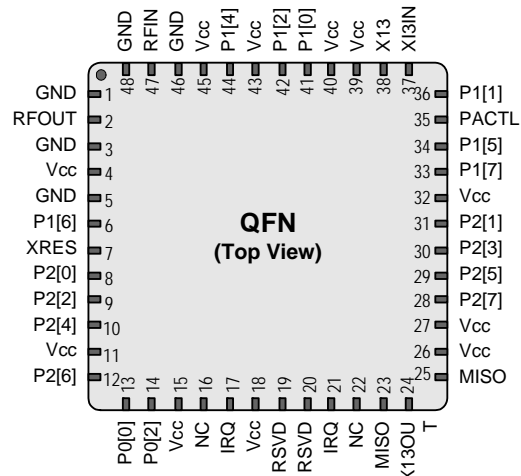 GND RFIN GND Vcc P1[4] Vcc P1[2] P1[0] Vcc Vcc X13 XI3IN
48 47 46 45 44 43 42 41 40 39 38 37
GND 1 36 P1[1]
RFOUT 2 35 PACTL
GND 3 34 P1[5]
Vcc 4 33 P1[7]
GND 5 32 Vcc
P1[6] 6 31 P2[1]
XRES 7 30 P2[3]
P2[0] 8 29 P2[5]
P2[2] 9 28 P2[7]
P2[4] 10 27 Vcc
Vcc 11 26 Vcc
P2[6] 12 25 MISO
QFN
(Top View)
13 14 15 16 17 18 19 20 21 22 23 24
P0[0] P0[2] Vcc NC IRQ Vcc RSVD RSVD IRQ NC MISO X13OU T